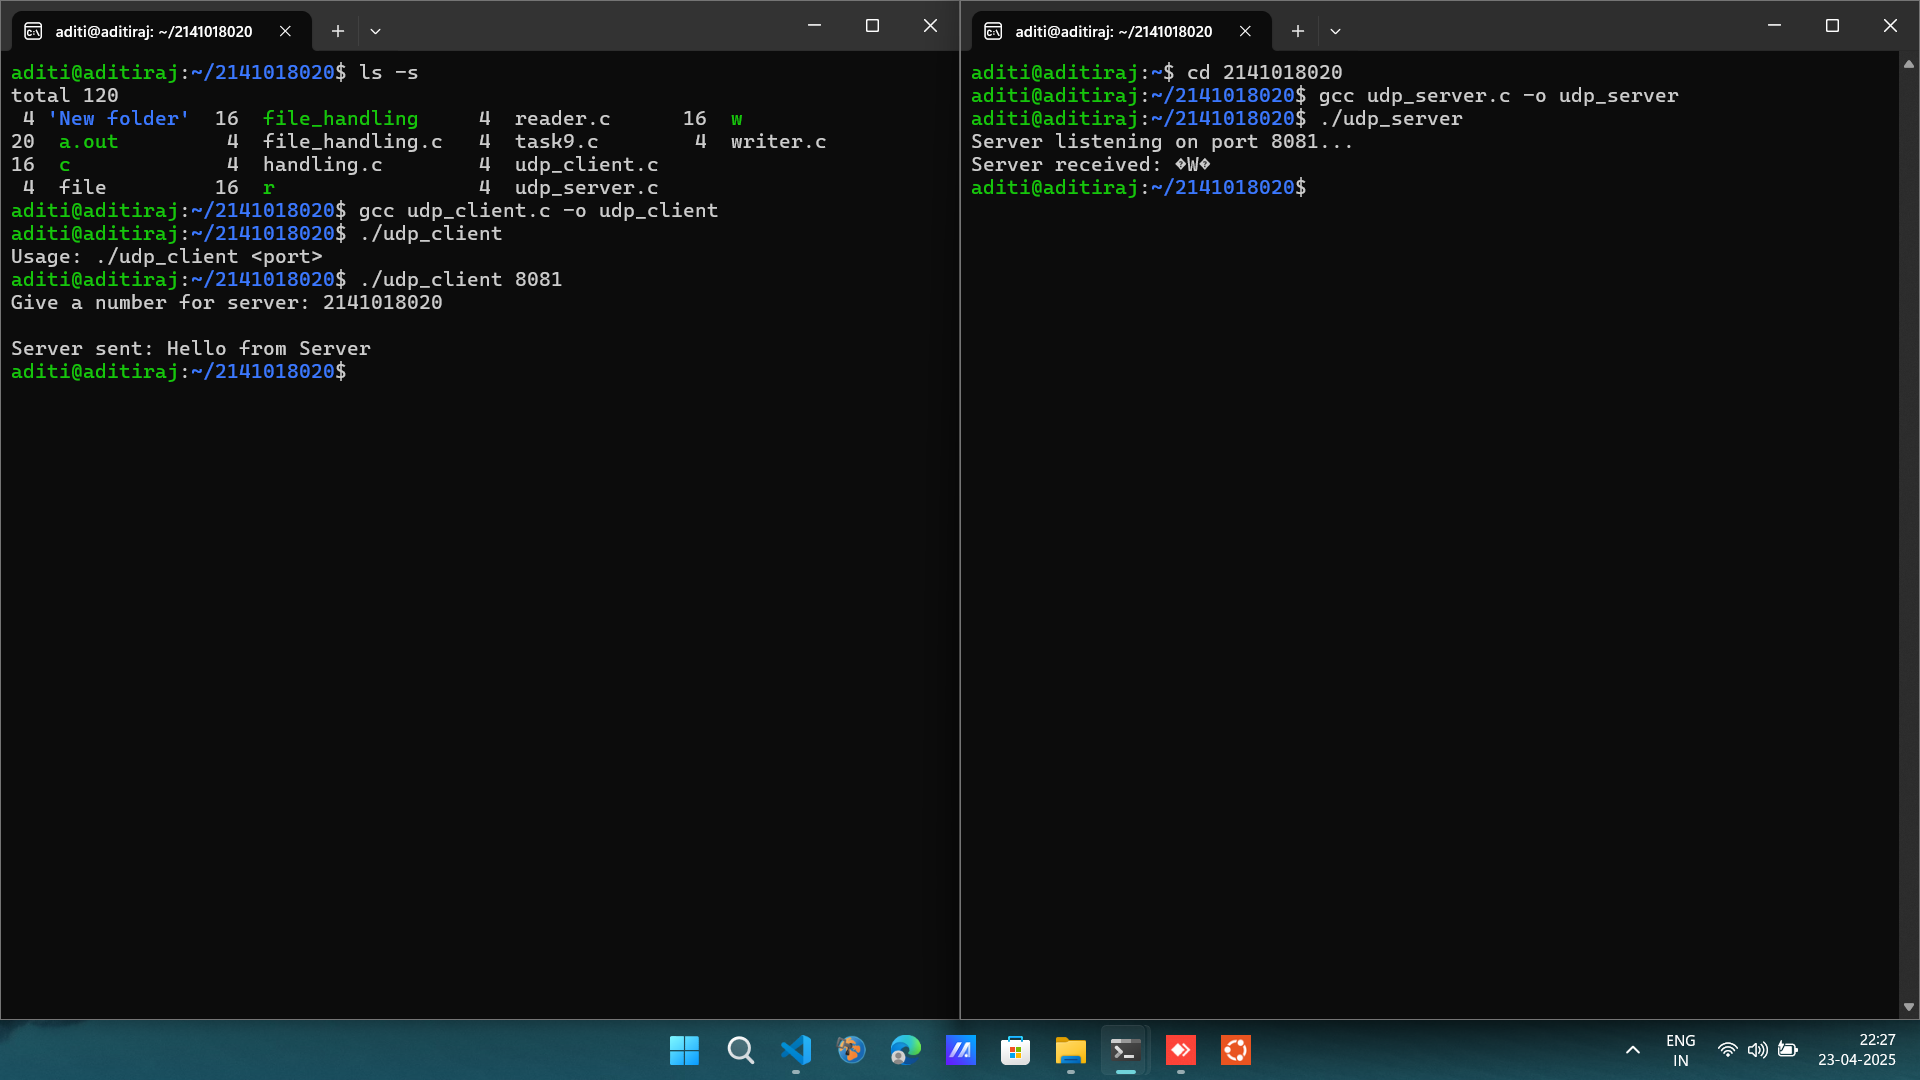 aditi@aditiraj: ~/2141018020
aditi@aditiraj:~/2141018020$ ls -s
total 120
4 'New folder' 16 file_handling 4 reader.c 16 w
20 a.out 4 file_handling.c 4 task9.c 4 writer.c
16 c 4 handling.c 4 udp_client.c
4 file 16 r 4 udp_server.c
aditi@aditiraj:~/2141018020$ gcc udp_client.c -o udp_client
aditi@aditiraj:~/2141018020$ ./udp_client
Usage: ./udp_client <port>
aditi@aditiraj:~/2141018020$ ./udp_client 8081
Give a number for server: 2141018020
Server sent: Hello from Server
aditi@aditiraj:~/2141018020$
aditi@aditiraj: ~/2141018020
aditi@aditiraj:~$ cd 2141018020
aditi@aditiraj:~/2141018020$ gcc udp_server.c -o udp_server
aditi@aditiraj:~/2141018020$ ./udp_server
Server listening on port 8081...
Server received: �W�
aditi@aditiraj:~/2141018020$
ENG
IN
22:27
23-04-2025